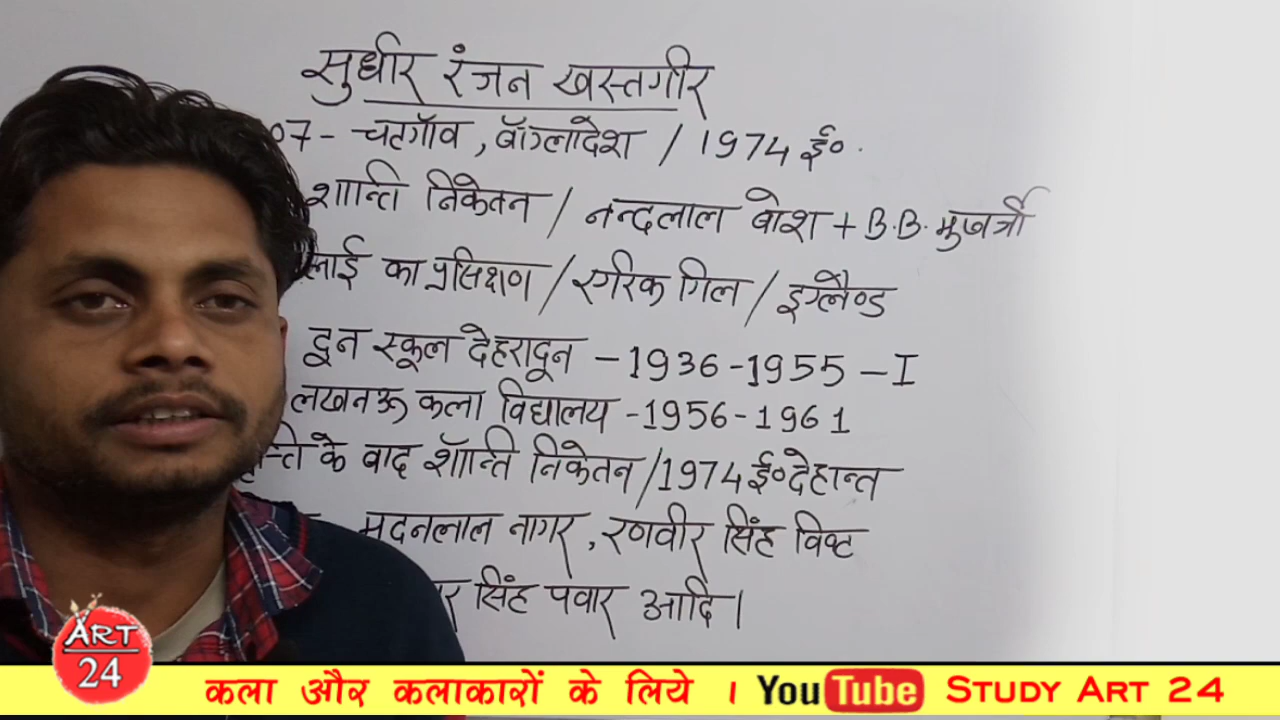 सुधीर रंजन खस्तगीर
07 - चटगाँव, बॉंग्लादेश / 1974 ई०.
शान्ति निकेतन / नन्दलाल बोश + B.B. मुखर्जी
लाई का प्रसिक्षण / एरिक गिल / इंग्लैण्ड
दून स्कूल देहरादून - 1936 - 1955 - I
लखनऊ कला विद्यालय - 1956 - 1961
त्ति के बाद शॉन्ति निकेतन / 1974 ई० देहान्त
मदनलाल नागर, रणवीर सिंह विष्ट
र सिंह पवार आदि।
ART 24
कला और कलाकारों के लिये । YouTube STUDY ART 24